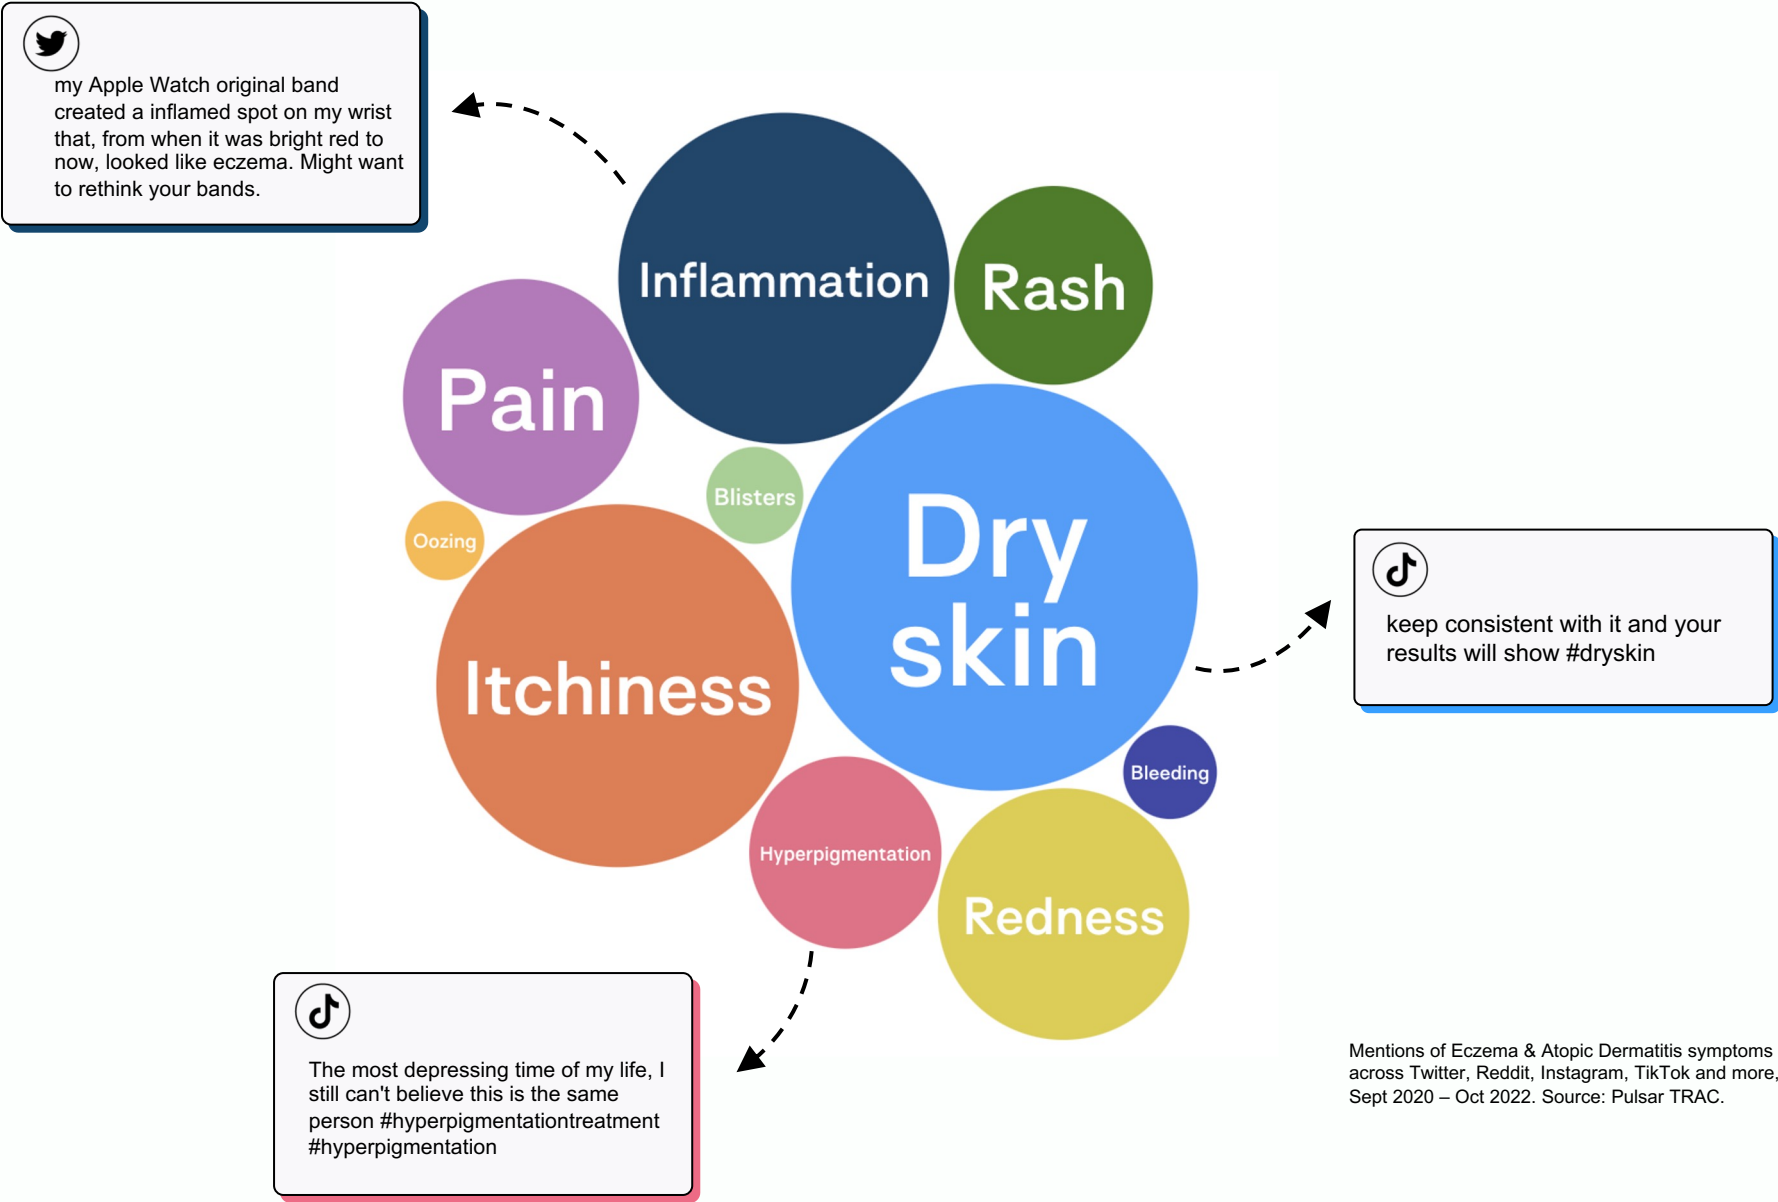 my Apple Watch original band
created a inflamed spot on my wrist
that, from when it was bright red to
now, looked like eczema. Might want
to rethink your bands.
Inflammation
Rash
Pain
Blisters
Oozing
Dry
skin
Itchiness
keep consistent with it and your
results will show #dryskin
Bleeding
Hyperpigmentation
Redness
The most depressing time of my life, I
still can't believe this is the same
person #hyperpigmentationtreatment
#hyperpigmentation
Mentions of Eczema & Atopic Dermatitis symptoms
across Twitter, Reddit, Instagram, TikTok and more,
Sept 2020 – Oct 2022. Source: Pulsar TRAC.